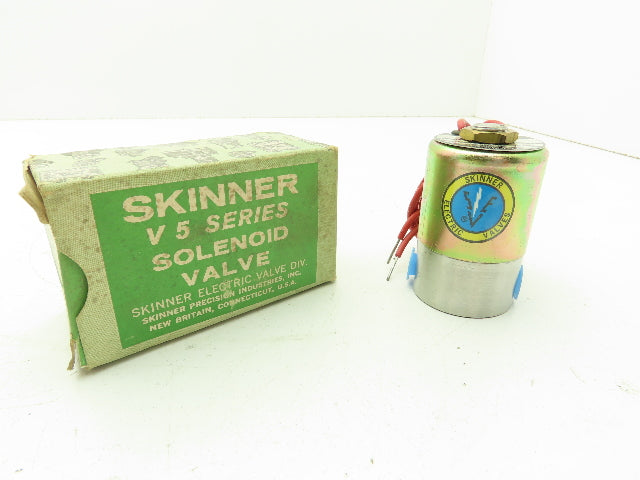 SKINNER
V 5 SERIES
SOLENOID
VALVE
SKINNER ELECTRIC VALVE DIV.
SKINNER PRECISION INDUSTRIES, INC.
NEW BRITAIN, CONNECTICUT, U.S.A.
SKINNER
ELECTRIC VALVES